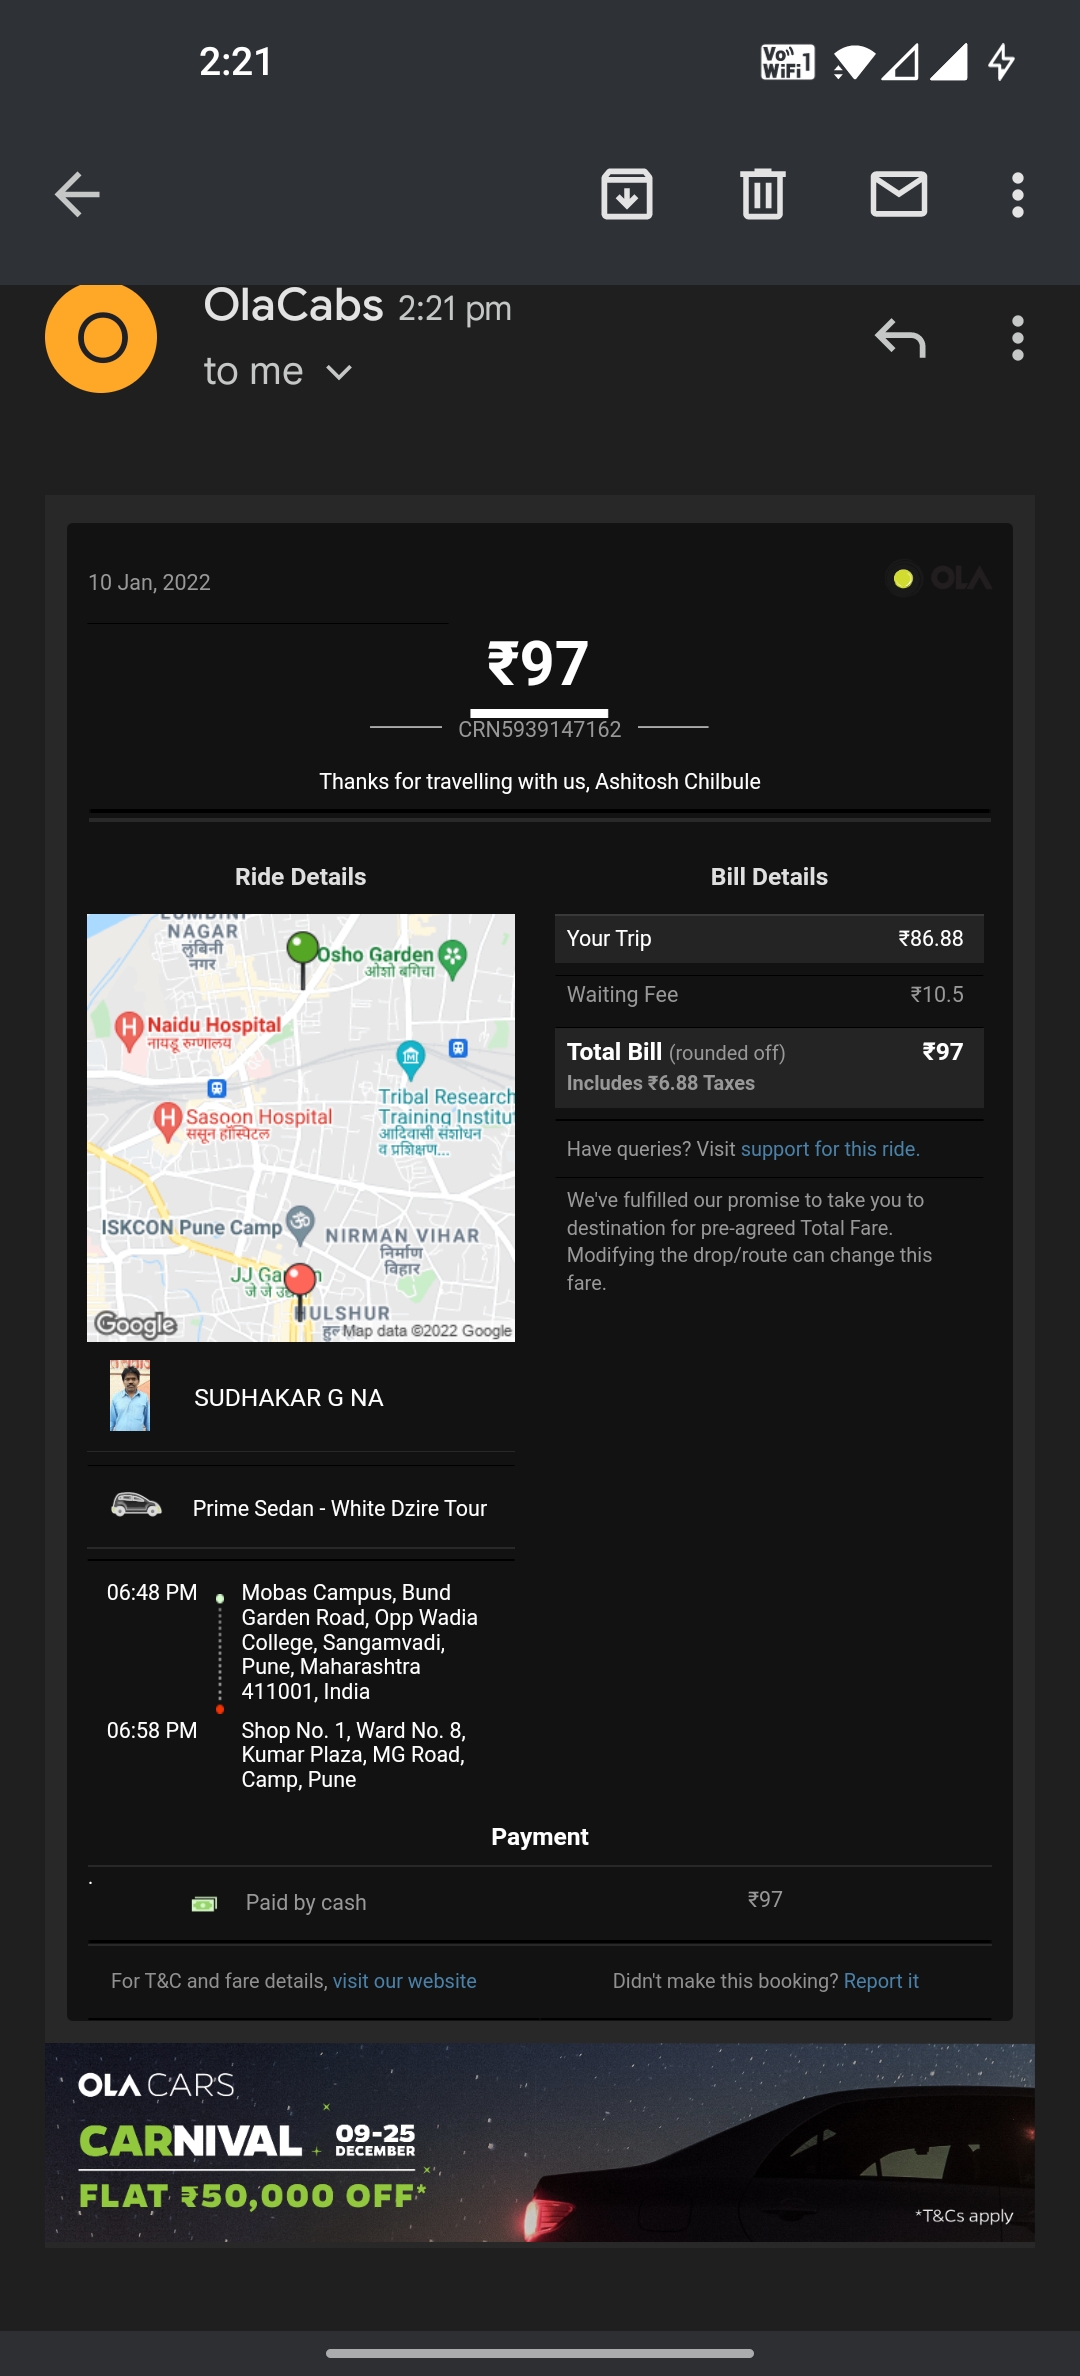 2:21
Vo WiFi 1
OlaCabs 2:21 pm
to me
O
10 Jan, 2022
OLA
₹97
CRN5939147162
Thanks for travelling with us, Ashitosh Chilbule
Ride Details
LUMBINI
NAGAR
लुंबिनी
नगर
Osho Garden
ओशो बगिचा
Naidu Hospital
नायडू रुग्णालय
Tribal Research
Training Institut
आदिवासी संशोधन
व प्रशिक्षण...
Sasoon Hospital
ससून हॉस्पिटल
ISKCON Pune Camp
NIRMAN VIHAR
निर्माण
विहार
JJ Ga n
जे जे उद्य
HULSHUR
Google
Map data ©2022 Google
SUDHAKAR G NA
Prime Sedan - White Dzire Tour
06:48 PM
Mobas Campus, Bund
Garden Road, Opp Wadia
College, Sangamvadi,
Pune, Maharashtra
411001, India
06:58 PM
Shop No. 1, Ward No. 8,
Kumar Plaza, MG Road,
Camp, Pune
Bill Details
Your Trip ₹86.88
Waiting Fee ₹10.5
Total Bill (rounded off) ₹97
Includes ₹6.88 Taxes
Have queries? Visit support for this ride.
We've fulfilled our promise to take you to
destination for pre-agreed Total Fare.
Modifying the drop/route can change this
fare.
Payment
.
Paid by cash ₹97
For T&C and fare details, visit our website
Didn't make this booking? Report it
OLA CARS
CARNIVAL 09-25
DECEMBER
FLAT ₹50,000 OFF*
*T&Cs apply